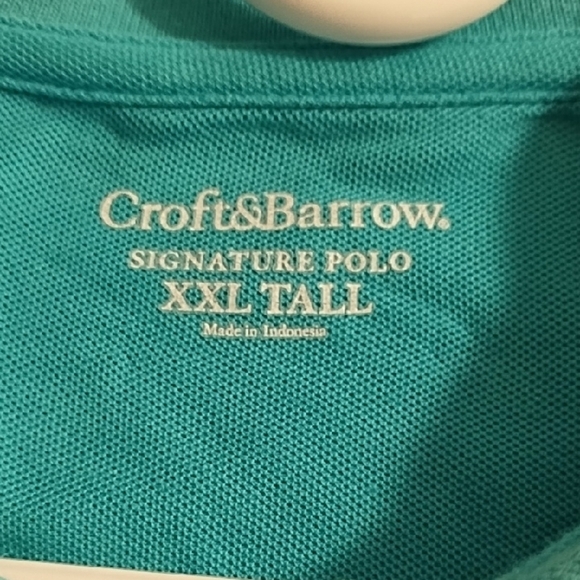 Croft&Barrow.
SIGNATURE POLO
XXL TALL
Made in Indonesia